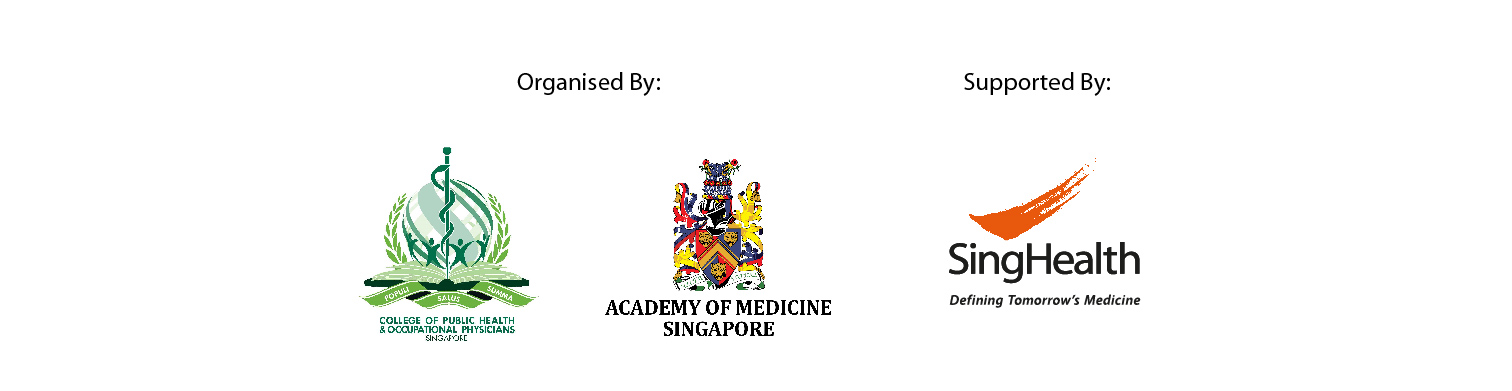 Organised By:
Supported By:
POPULI SALUS SUMMA
COLLEGE OF PUBLIC HEALTH
& OCCUPATIONAL PHYSICIANS
SINGAPORE
ACADEMY OF MEDICINE
SINGAPORE
SingHealth
Defining Tomorrow's Medicine